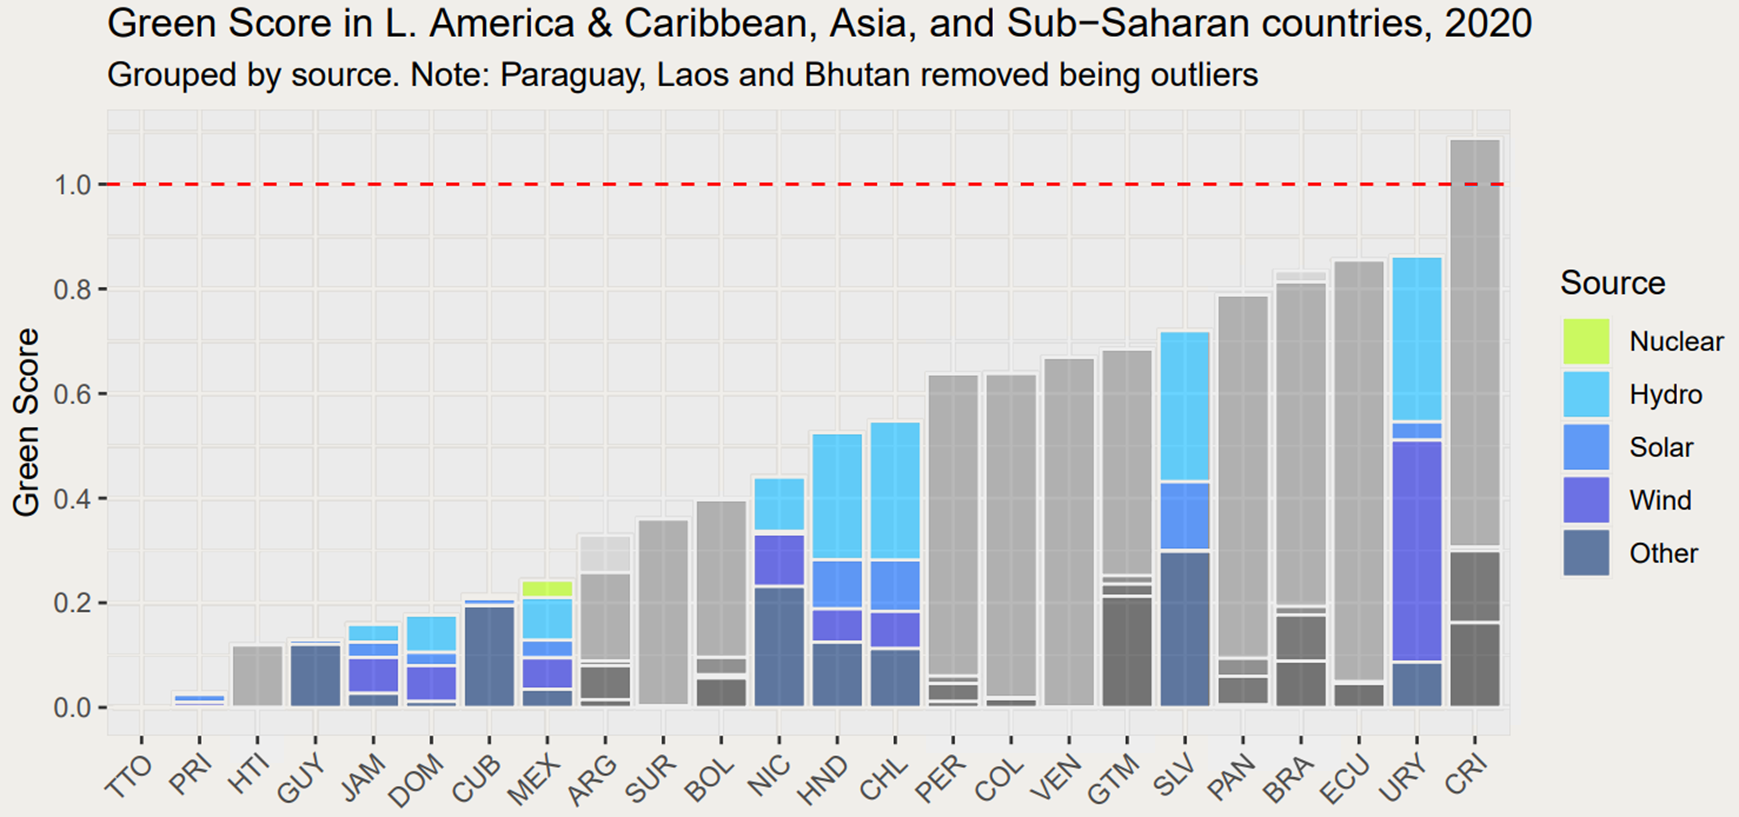 Green Score in L. America & Caribbean, Asia, and Sub−Saharan countries, 2020
Grouped by source. Note: Paraguay, Laos and Bhutan removed being outliers
Green Score
1.0
0.8
0.6
0.4
0.2
0.0
TTO
PRI
HTI
GUY
JAM
DOM
CUB
MEX
ARG
SUR
BOL
NIC
HND
CHL
PER
COL
VEN
GTM
SLV
PAN
BRA
ECU
URY
CRI
Source
Nuclear
Hydro
Solar
Wind
Other